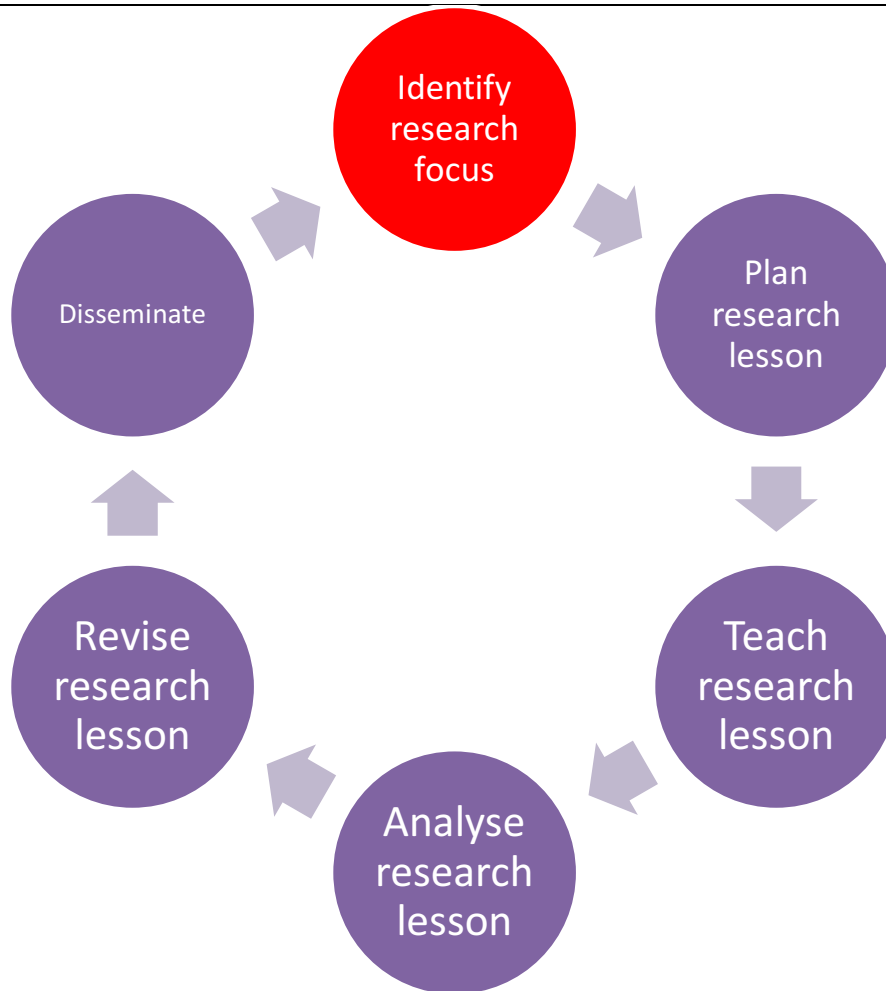 Identify
research
focus
Plan
research
lesson
Teach
research
lesson
Analyse
research
lesson
Revise
research
lesson
Disseminate